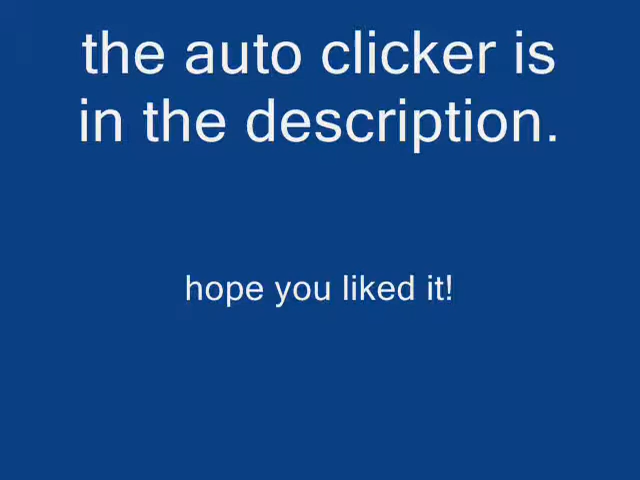 the auto clicker is
in the description.
hope you liked it!